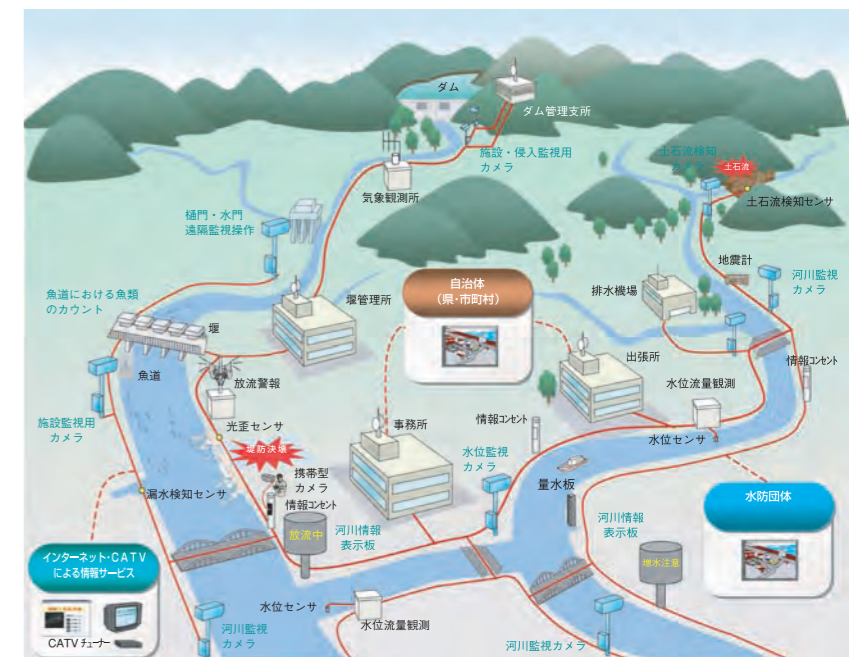 ダム
ダム管理支所
施設・侵入監視用
カメラ
気象観測所
土石流検知
カメラ
土石流
土石流検知センサ
樋門・水門
遠隔監視操作
地震計
河川監視
カメラ
自治体
(県・市町村)
排水機場
魚道における魚類
のカウント
堰管理所
堰
魚道
放流警報
出張所
情報コンセント
水位流量観測
施設監視用
カメラ
光歪センサ
事務所
情報コンセント
水位センサ
堤防決壊
水位監視
カメラ
携帯型
カメラ
漏水検知センサ
情報コンセント
量水板
水防団体
放流中
河川情報
表示板
河川情報
表示板
インターネット・CATV
による情報サービス
増水注意
水位センサ
CATVチューナー
河川監視
カメラ
水位流量観測
河川監視カメラ